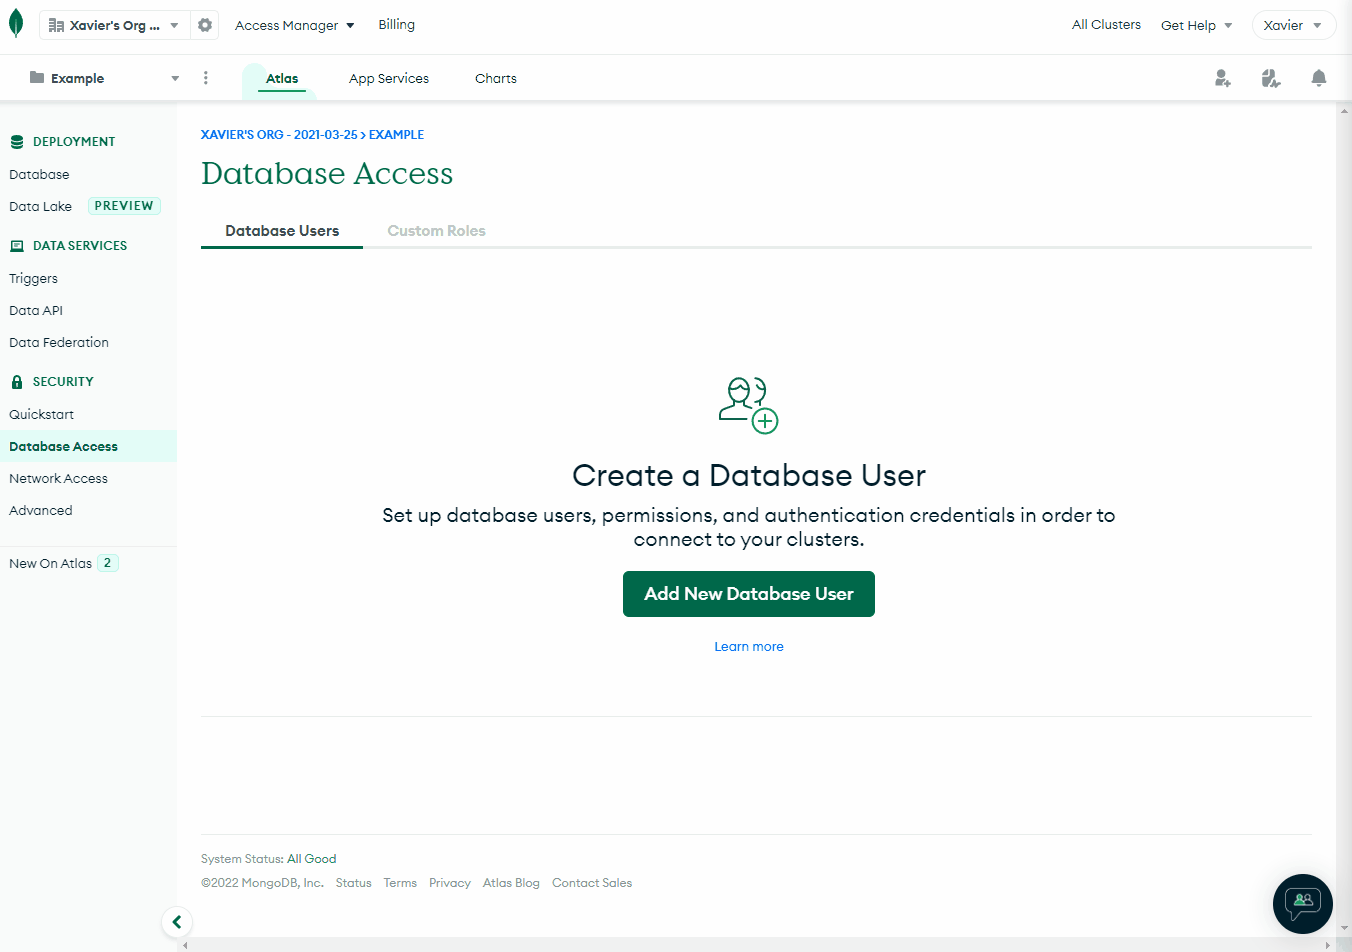 Xavier's Org ...
Access Manager
Billing
All Clusters
Get Help
Xavier
Example
Atlas
App Services
Charts
DEPLOYMENT
Database
Data Lake PREVIEW
DATA SERVICES
Triggers
Data API
Data Federation
SECURITY
Quickstart
Database Access
Network Access
Advanced
New On Atlas 2
XAVIER'S ORG - 2021-03-25 > EXAMPLE
Database Access
Database Users
Custom Roles
Create a Database User
Set up database users, permissions, and authentication credentials in order to
connect to your clusters.
Add New Database User
Learn more
System Status: All Good
©2022 MongoDB, Inc. Status Terms Privacy Atlas Blog Contact Sales